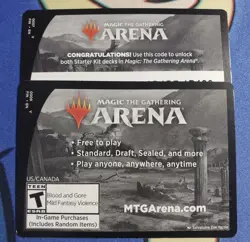 MAGIC THE GATHERING
ARENA
CONGRATULATIONS! Use this code to unlock
both Starter Kit decks in Magic: The Gathering Arena.
MAGIC THE GATHERING
ARENA
• Free to play
• Standard, Draft, Sealed, and more
• Play anyone, anywhere, anytime
US/CANADA
TEEN
T
ESRB
Blood and Gore
Mild Fantasy Violence
In-Game Purchases
(Includes Random Items)
MTGArena.com